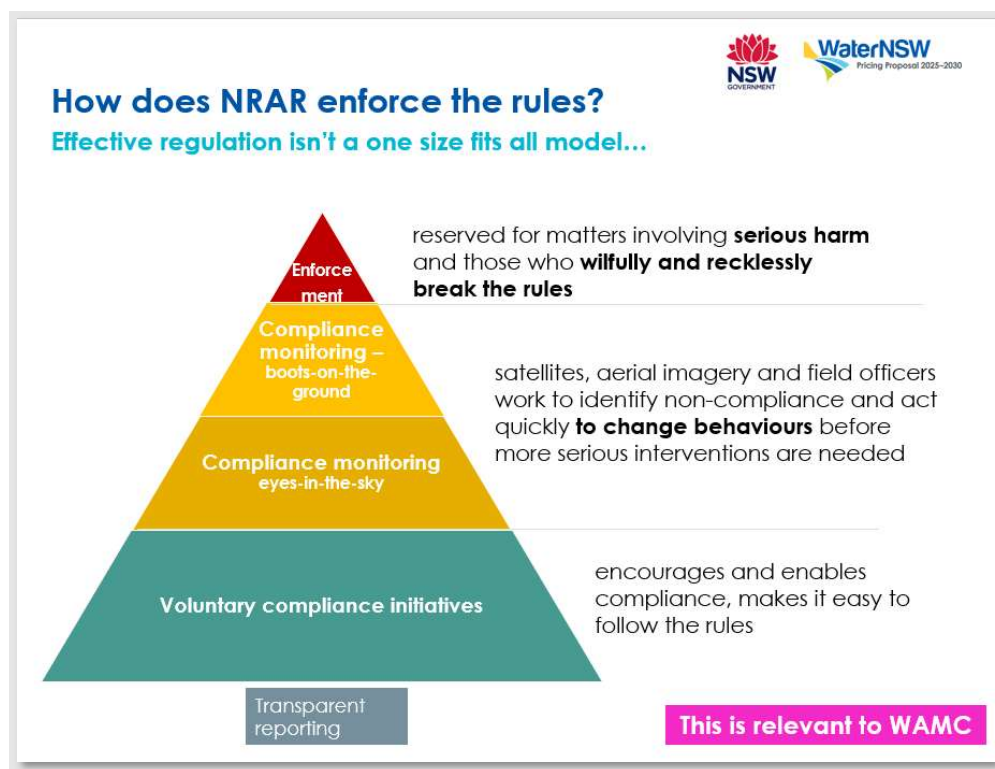 NSW
GOVERNMENT
WaterNSW
Pricing Proposal 2025–2030
How does NRAR enforce the rules?
Effective regulation isn't a one size fits all model…
Enforce
ment
reserved for matters involving serious harm
and those who wilfully and recklessly
break the rules
Compliance
monitoring –
boots-on-the-
ground
Compliance monitoring
eyes-in-the-sky
satellites, aerial imagery and field officers
work to identify non-compliance and act
quickly to change behaviours before
more serious interventions are needed
Voluntary compliance initiatives
encourages and enables
compliance, makes it easy to
follow the rules
Transparent
reporting
This is relevant to WAMC